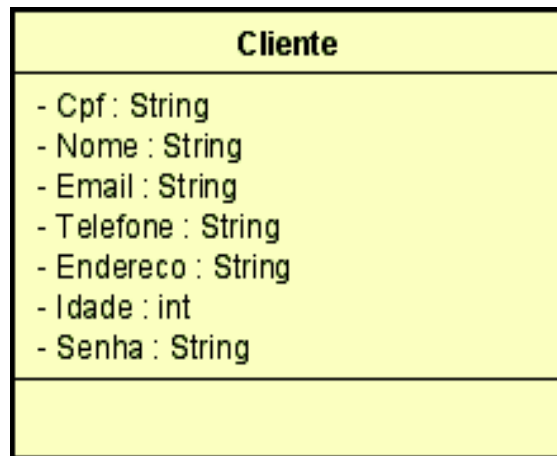 Cliente
- Cpf : String
- Nome : String
- Email : String
- Telefone : String
- Endereco : String
- Idade : int
- Senha : String